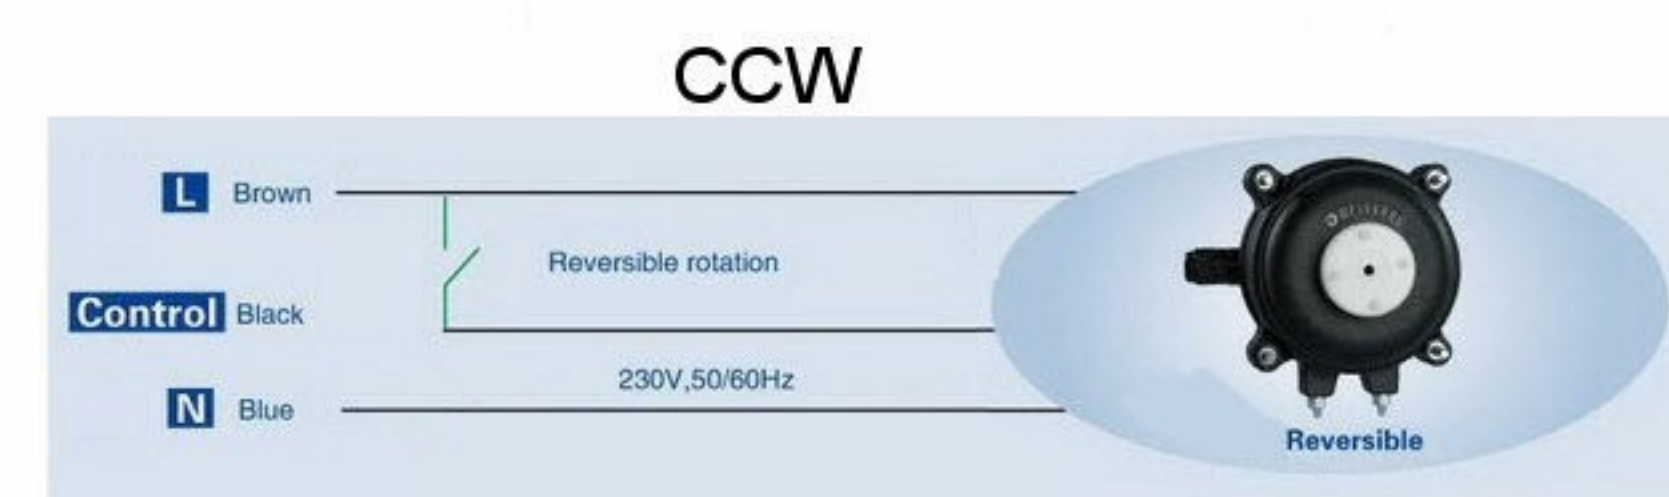 CCW
L Brown
Reversible rotation
Control Black
230V,50/60Hz
N Blue
Reversible